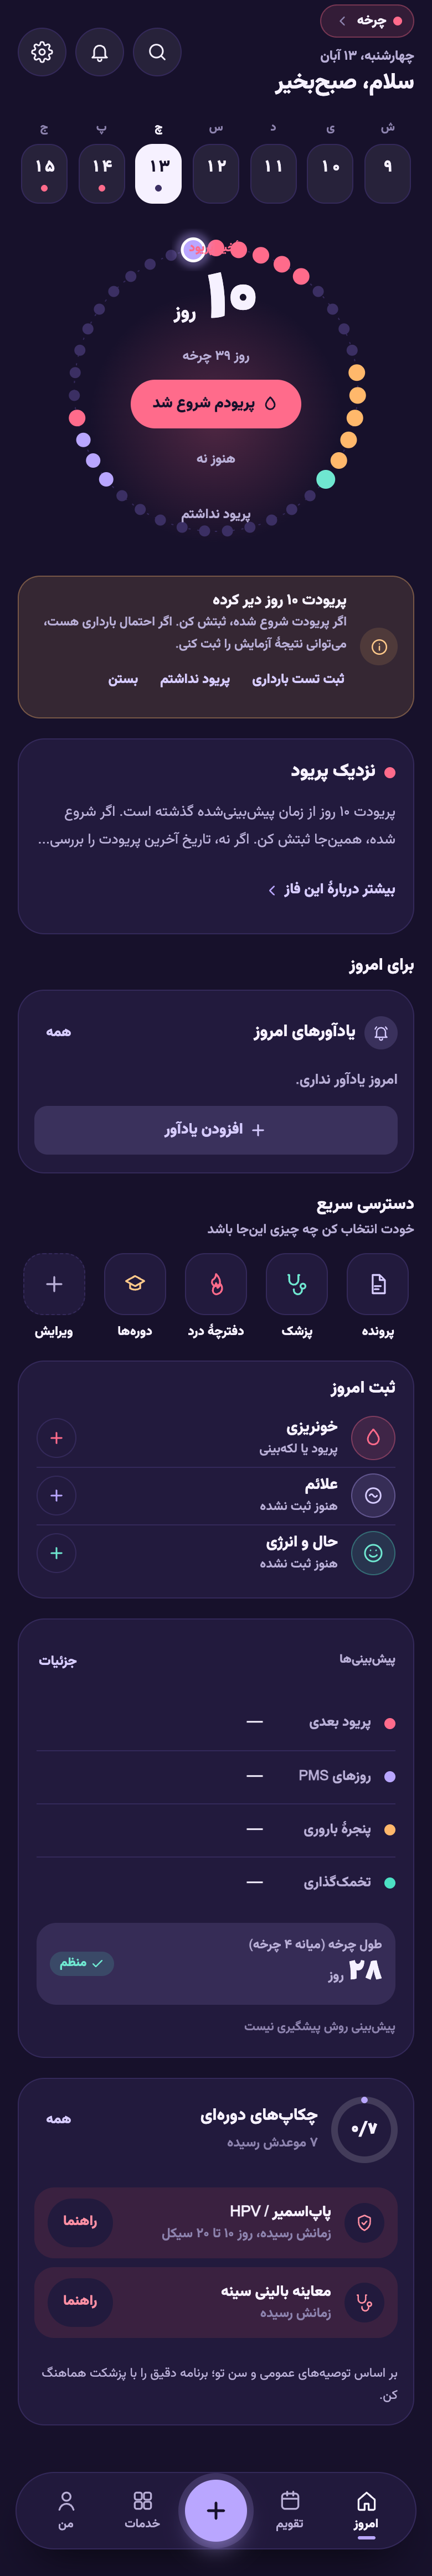 چرخه
چهارشنبه، ۱۳ آبان
سلام، صبح‌بخیر
ش ی د س چ پ ج
۹ ۱۰ ۱۱ ۱۲ ۱۳ ۱۴ ۱۵
۱۰ روز
روز ۳۹ چرخه
پریودم شروع شد
هنوز نه
پریود نداشتم
پریودت ۱۰ روز دیر کرده
اگر پریودت شروع شده، ثبتش کن. اگر احتمال بارداری هست،
می‌توانی نتیجهٔ آزمایش را ثبت کنی.
ثبت تست بارداری پریود نداشتم بستن
نزدیک پریود
پریودت ۱۰ روز از زمان پیش‌بینی‌شده گذشته است. اگر شروع
شده، همین‌جا ثبتش کن. اگر نه، تاریخ آخرین پریودت را بررسی...
بیشتر دربارهٔ این فاز
برای امروز
یادآورهای امروز
همه
امروز یادآور نداری.
افزودن یادآور
دسترسی سریع
خودت انتخاب کن چه چیزی این‌جا باشد
پرونده پزشک دفترچهٔ درد دوره‌ها ویرایش
ثبت امروز
خونریزی
پریود یا لکه‌بینی
علائم
هنوز ثبت نشده
حال و انرژی
هنوز ثبت نشده
پیش‌بینی‌ها
جزئیات
پریود بعدی —
روزهای PMS —
پنجرهٔ باروری —
تخمک‌گذاری —
طول چرخه (میانه ۴ چرخه)
۲۸ روز
منظم
پیش‌بینی روش پیشگیری نیست
۰/۷
چکاپ‌های دوره‌ای
۷ موعدش رسیده
همه
پاپ‌اسمیر / HPV
زمانش رسیده، روز ۱۰ تا ۲۰ سیکل
راهنما
معاینه بالینی سینه
زمانش رسیده
راهنما
بر اساس توصیه‌های عمومی و سن تو؛ برنامه دقیق را با پزشکت هماهنگ
کن.
امروز تقویم خدمات من